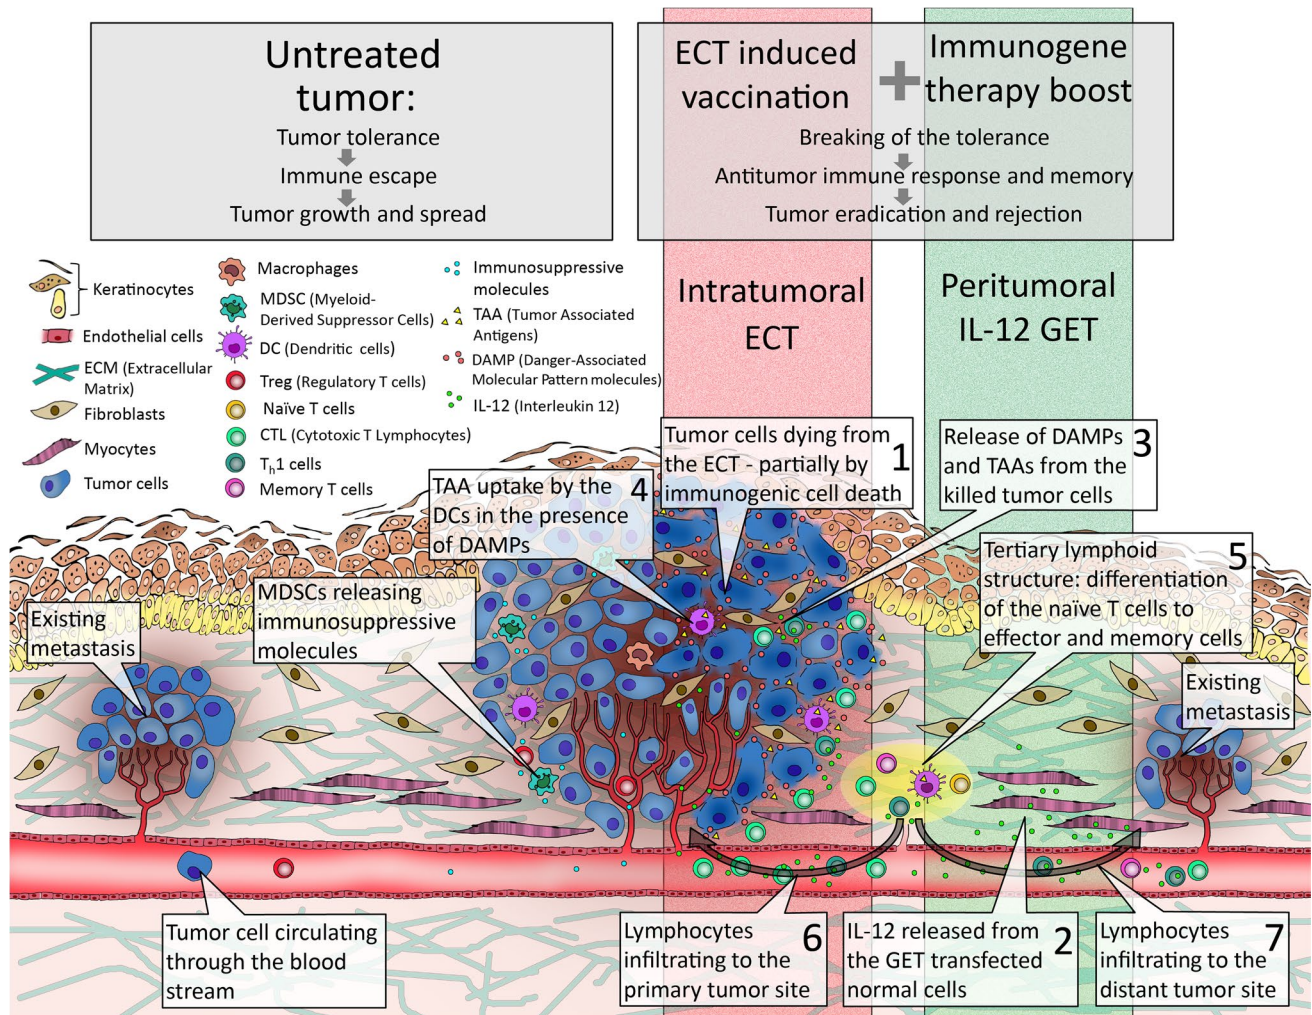 Untreated
tumor:
Tumor tolerance
Immune escape
Tumor growth and spread
ECT induced
vaccination
Immunogene
therapy boost
Breaking of the tolerance
Antitumor immune response and memory
Tumor eradication and rejection
Keratinocytes
Endothelial cells
ECM (Extracellular
Matrix)
Fibroblasts
Myocytes
Tumor cells
Macrophages
MDSC (Myeloid-
Derived Suppressor Cells)
DC (Dendritic cells)
Treg (Regulatory T cells)
Naïve T cells
CTL (Cytotoxic T Lymphocytes)
Th1 cells
Memory T cells
Immunosuppressive
molecules
TAA (Tumor Associated
Antigens)
DAMP (Danger-Associated
Molecular Pattern molecules)
IL-12 (Interleukin 12)
Intratumoral
ECT
Peritumoral
IL-12 GET
Tumor cells dying from
the ECT - partially by
immunogenic cell death
1
Release of DAMPs
and TAAs from the
killed tumor cells
3
TAA uptake by the
DCs in the presence
of DAMPs
4
Tertiary lymphoid
structure: differentiation
of the naïve T cells to
effector and memory cells
5
MDSCs releasing
immunosuppressive
molecules
Existing
metastasis
Existing
metastasis
Tumor cell circulating
through the blood
stream
Lymphocytes
infiltrating to the
primary tumor site
6
IL-12 released from
the GET transfected
normal cells
2
Lymphocytes
infiltrating to the
distant tumor site
7